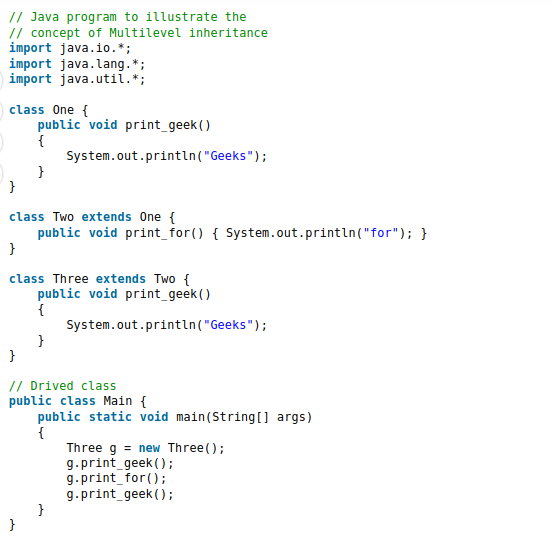 // Java program to illustrate the
// concept of Multilevel inheritance
import java.io.*;
import java.lang.*;
import java.util.*;

class One {
    public void print_geek()
    {
        System.out.println("Geeks");
    }
}

class Two extends One {
    public void print_for() { System.out.println("for"); }
}

class Three extends Two {
    public void print_geek()
    {
        System.out.println("Geeks");
    }
}

// Drived class
public class Main {
    public static void main(String[] args)
    {
        Three g = new Three();
        g.print_geek();
        g.print_for();
        g.print_geek();
    }
}